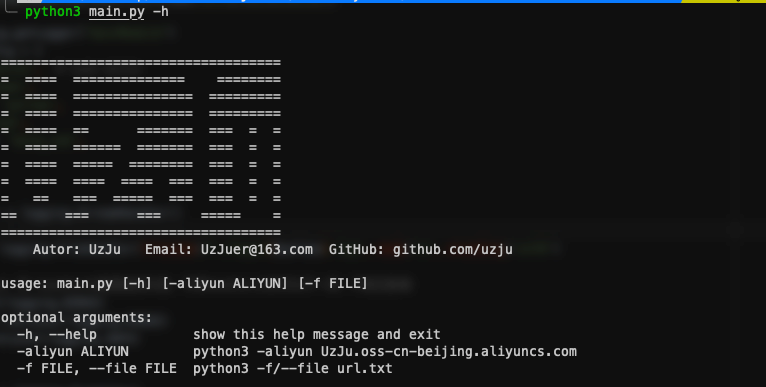 python3 main.py -h
==================================
=  ====  ==============    ========
=  ====  ===============  =========
=  ====  ===============  =========
=  ====  ==      =======  ===  =  =
=  ====  ======  =======  ===  =  =
=  ====  =====  ========  ===  =  =
=  ====  ====  ====  ===  ===  =  =
=   ==   ===  =====  ===  ===  =  =
==      ===      ===     =====    =
==================================
Autor: UzJu   Email: UzJuer@163.com  GitHub: github.com/uzju
usage: main.py [-h] [-aliyun ALIYUN] [-f FILE]
optional arguments:
  -h, --help            show this help message and exit
  -aliyun ALIYUN        python3 -aliyun UzJu.oss-cn-beijing.aliyuncs.com
  -f FILE, --file FILE  python3 -f/--file url.txt